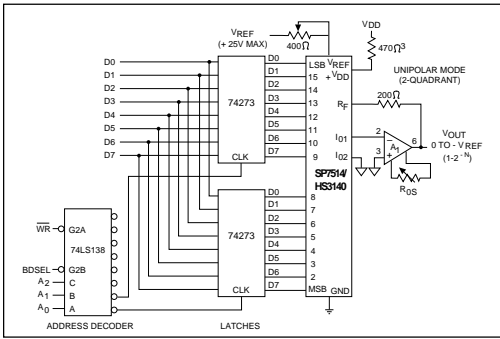 VREF
(+ 25V MAX)
400Ω
VDD
470Ω3
UNIPOLAR MODE
(2-QUADRANT)
D0
D1
D2
D3
D4
D5
D6
D7
74273
CLK
D0
D1
D2
D3
D4
D5
D6
D7
LSB
15
14
13
12
11
10
9
VREF
+ VDD
RF
200Ω
IO1
IO2
2
3
–
+
A1
6
VOUT
0 TO - VREF
(1-2 -N)
ROS
SP7514/
HS3140
74273
CLK
D0
D1
D2
D3
D4
D5
D6
D7
8
7
6
5
4
3
2
MSB
GND
WR
G2A
74LS138
BDSEL
G2B
A2
C
A1
B
A0
A
ADDRESS DECODER
LATCHES